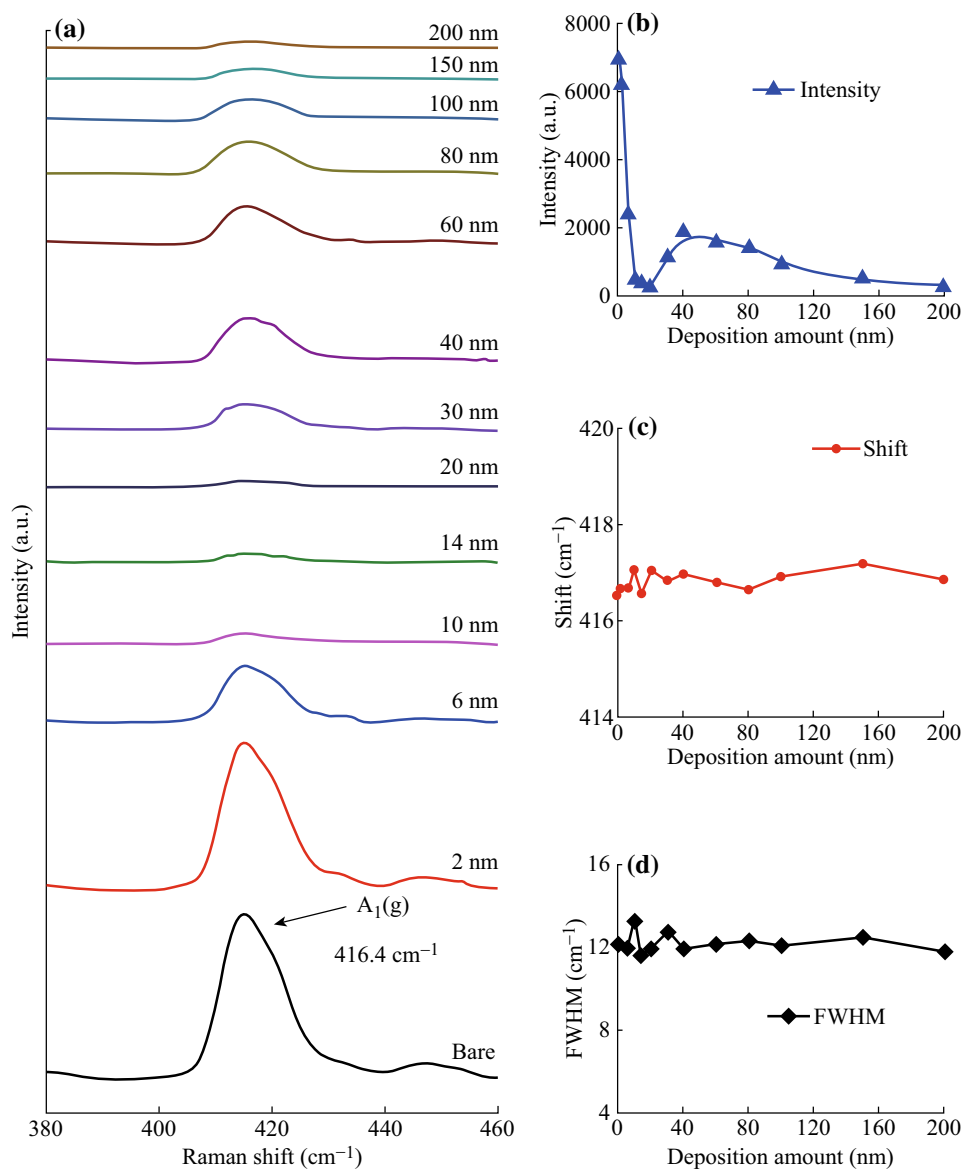 (a)
200 nm
150 nm
100 nm
80 nm
60 nm
40 nm
30 nm
20 nm
14 nm
10 nm
6 nm
2 nm
A₁(g)
416.4 cm⁻¹
Bare
Intensity (a.u.)
380 400 420 440 460
Raman shift (cm⁻¹)
(b)
Intensity
8000
6000
4000
2000
0
Intensity (a.u.)
0 40 80 120 160 200
Deposition amount (nm)
(c)
Shift
420
418
416
414
Shift (cm⁻¹)
0 40 80 120 160 200
Deposition amount (nm)
(d)
FWHM
16
12
8
4
FWHM (cm⁻¹)
0 40 80 120 160 200
Deposition amount (nm)